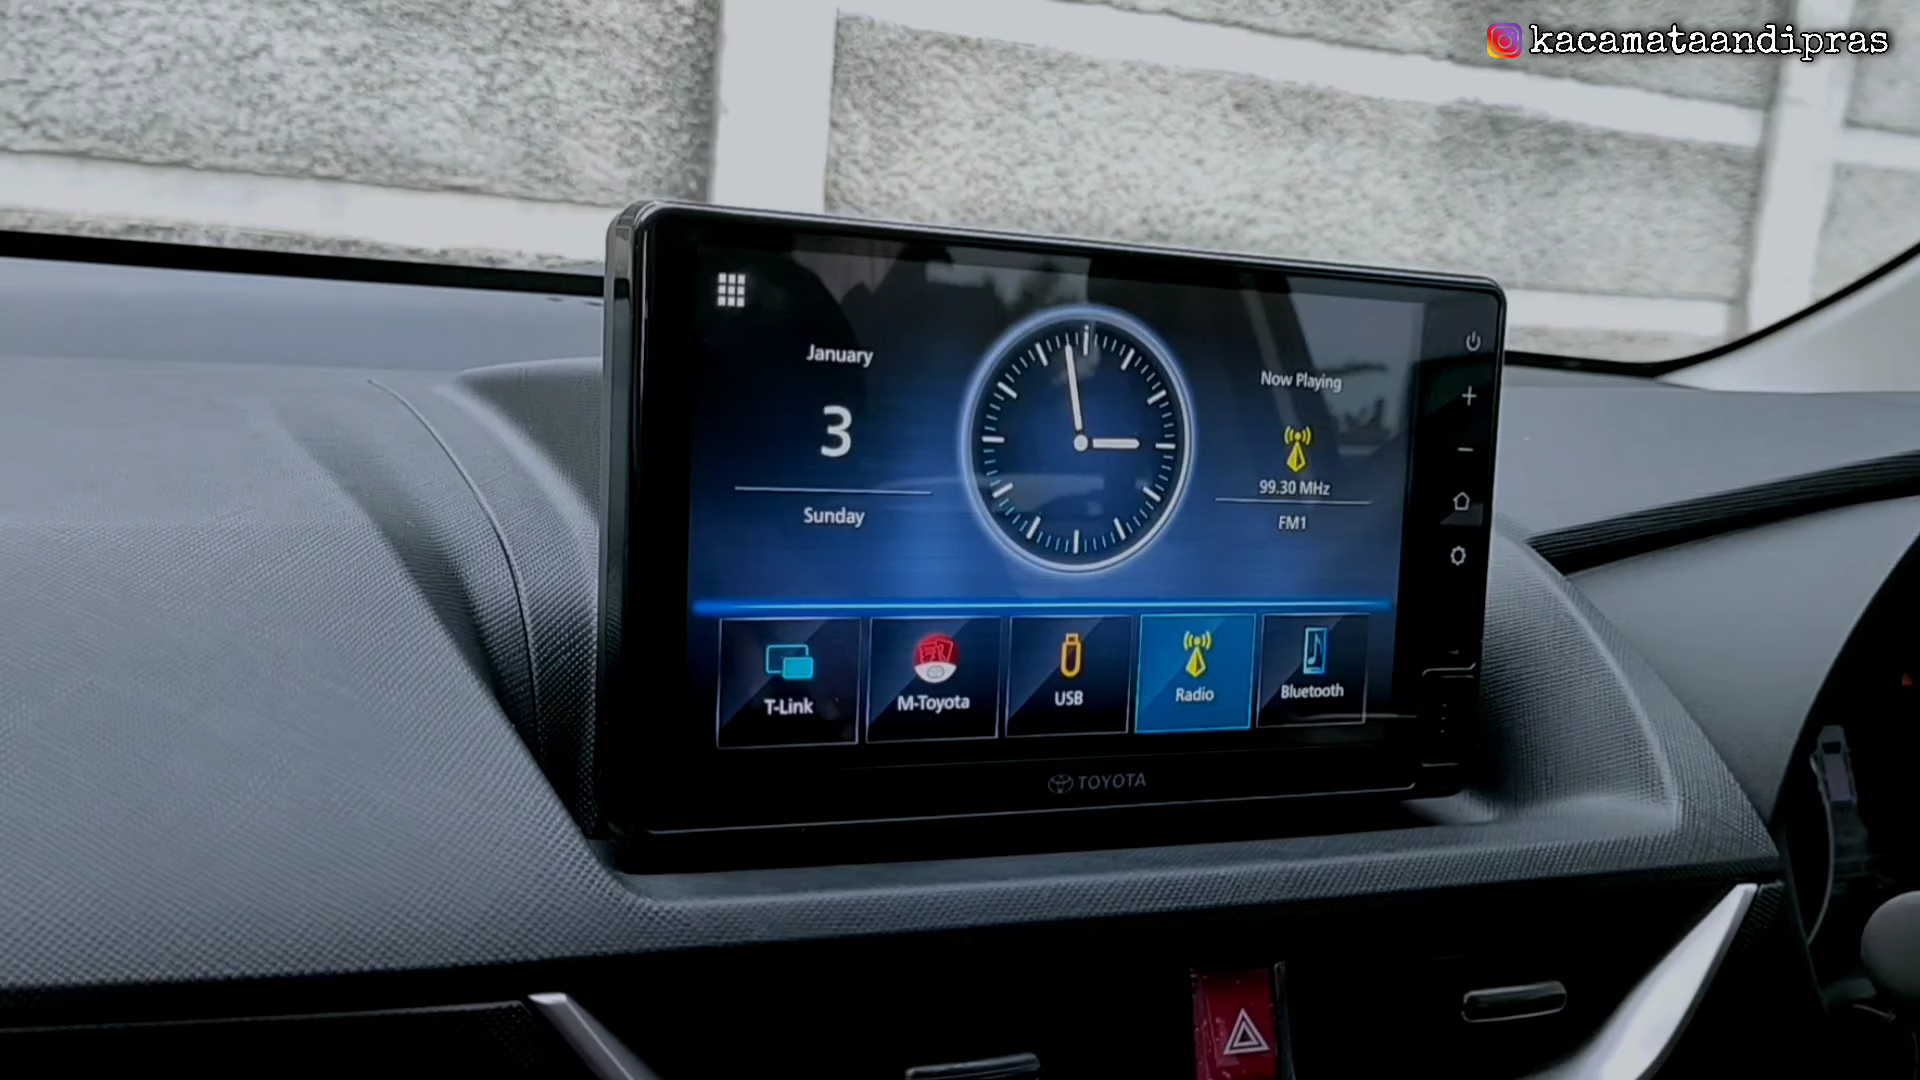 kacamataandipras
January
3
Sunday
Now Playing
99.30 MHz
FM1
T-Link
M-Toyota
USB
Radio
Bluetooth
TOYOTA